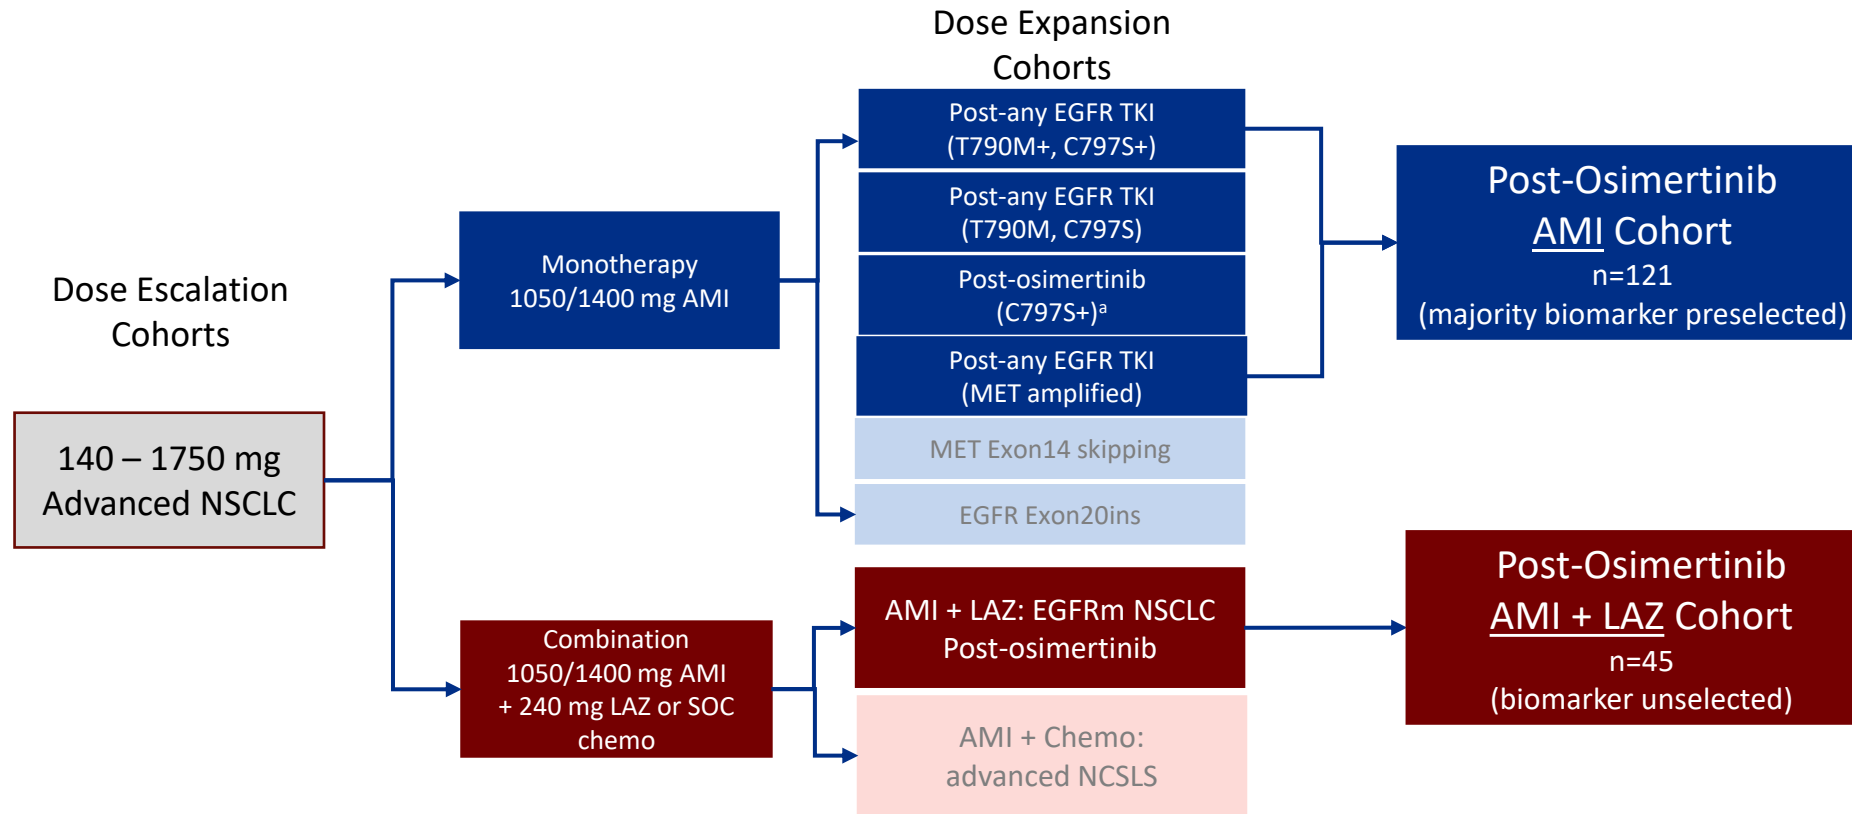 Dose Escalation
Cohorts
140 – 1750 mg
Advanced NSCLC
Monotherapy
1050/1400 mg AMI
Combination
1050/1400 mg AMI
+ 240 mg LAZ or SOC
chemo
Dose Expansion
Cohorts
Post-any EGFR TKI
(T790M+, C797S+)
Post-any EGFR TKI
(T790M, C797S)
Post-osimertinib
(C797S+)ᵃ
Post-any EGFR TKI
(MET amplified)
MET Exon14 skipping
EGFR Exon20ins
AMI + LAZ: EGFRm NSCLC
Post-osimertinib
AMI + Chemo:
advanced NCSLS
Post-Osimertinib
AMI Cohort
n=121
(majority biomarker preselected)
Post-Osimertinib
AMI + LAZ Cohort
n=45
(biomarker unselected)